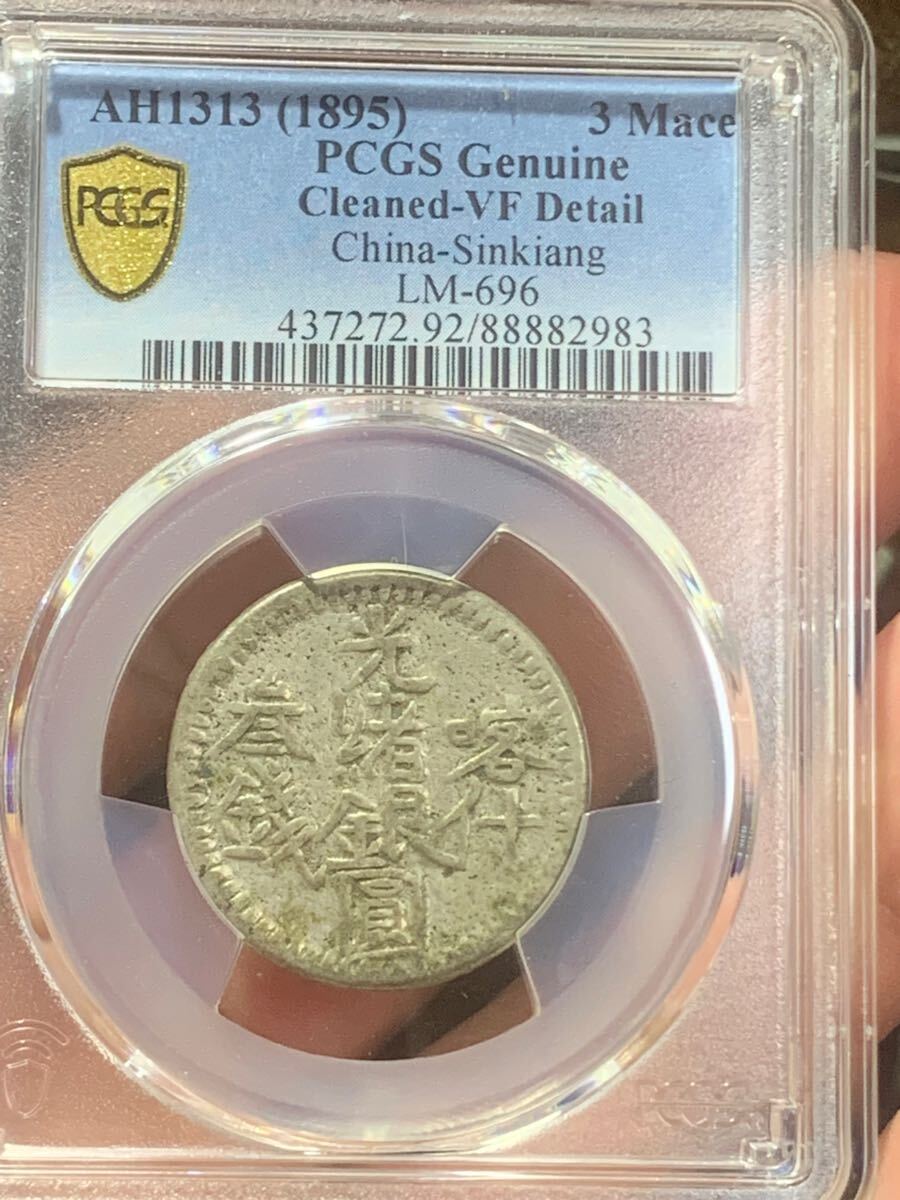 AH1313 (1895) 3 Mace
PCGS Genuine
Cleaned-VF Detail
China-Sinkiang
LM-696
437272.92/88882983
PCGS
喀什
光緒銀圓
叁錢
PCGS